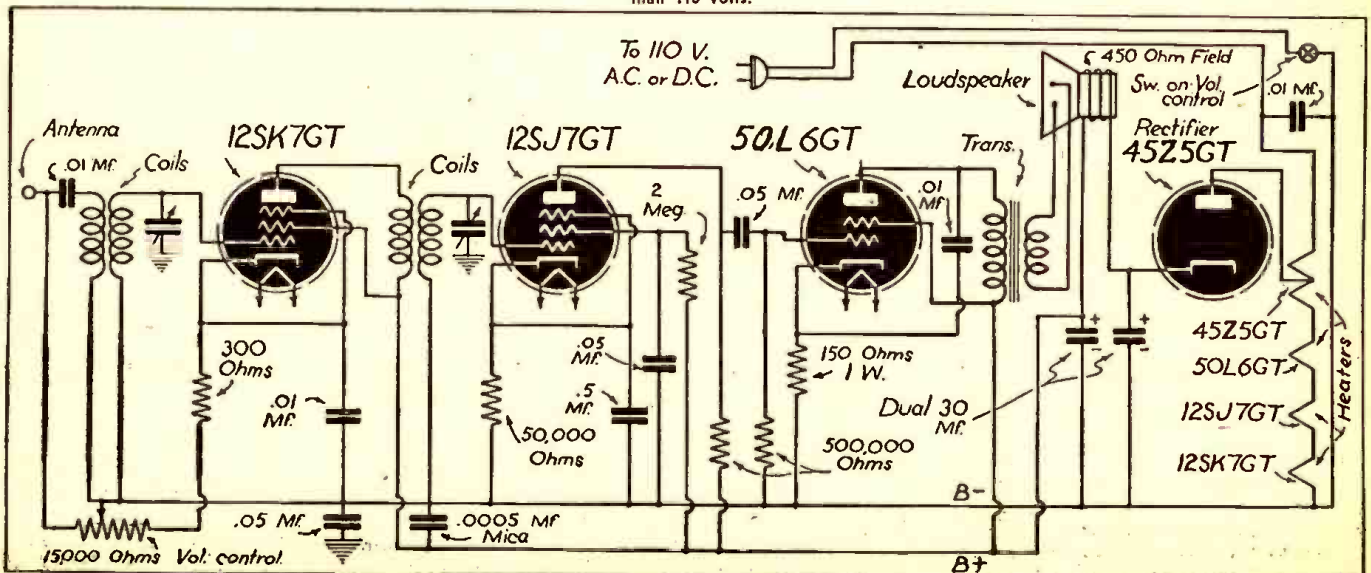 than 110 volts.
To 110 V.
A.C. or D.C.
Loudspeaker
450 Ohm Field
Sw. on Vol.
control
.01 Mf.
Rectifier
45Z5GT
Antenna
.01 Mf.
Coils
12SK7GT
Coils
12SJ7GT
2
Meg.
.05 Mf.
50L6GT
.01
Mf.
Trans.
300
Ohms
.01
Mf.
50,000
Ohms
.05
Mf.
.5
Mf.
150 Ohms
1 W.
500,000
Ohms
Dual 30
Mf.
+
-
+
-
45Z5GT
50L6GT
12SJ7GT
12SK7GT
Heaters
B-
15000 Ohms Vol. control.
.05 Mf.
.0005 Mf
Mica
B+